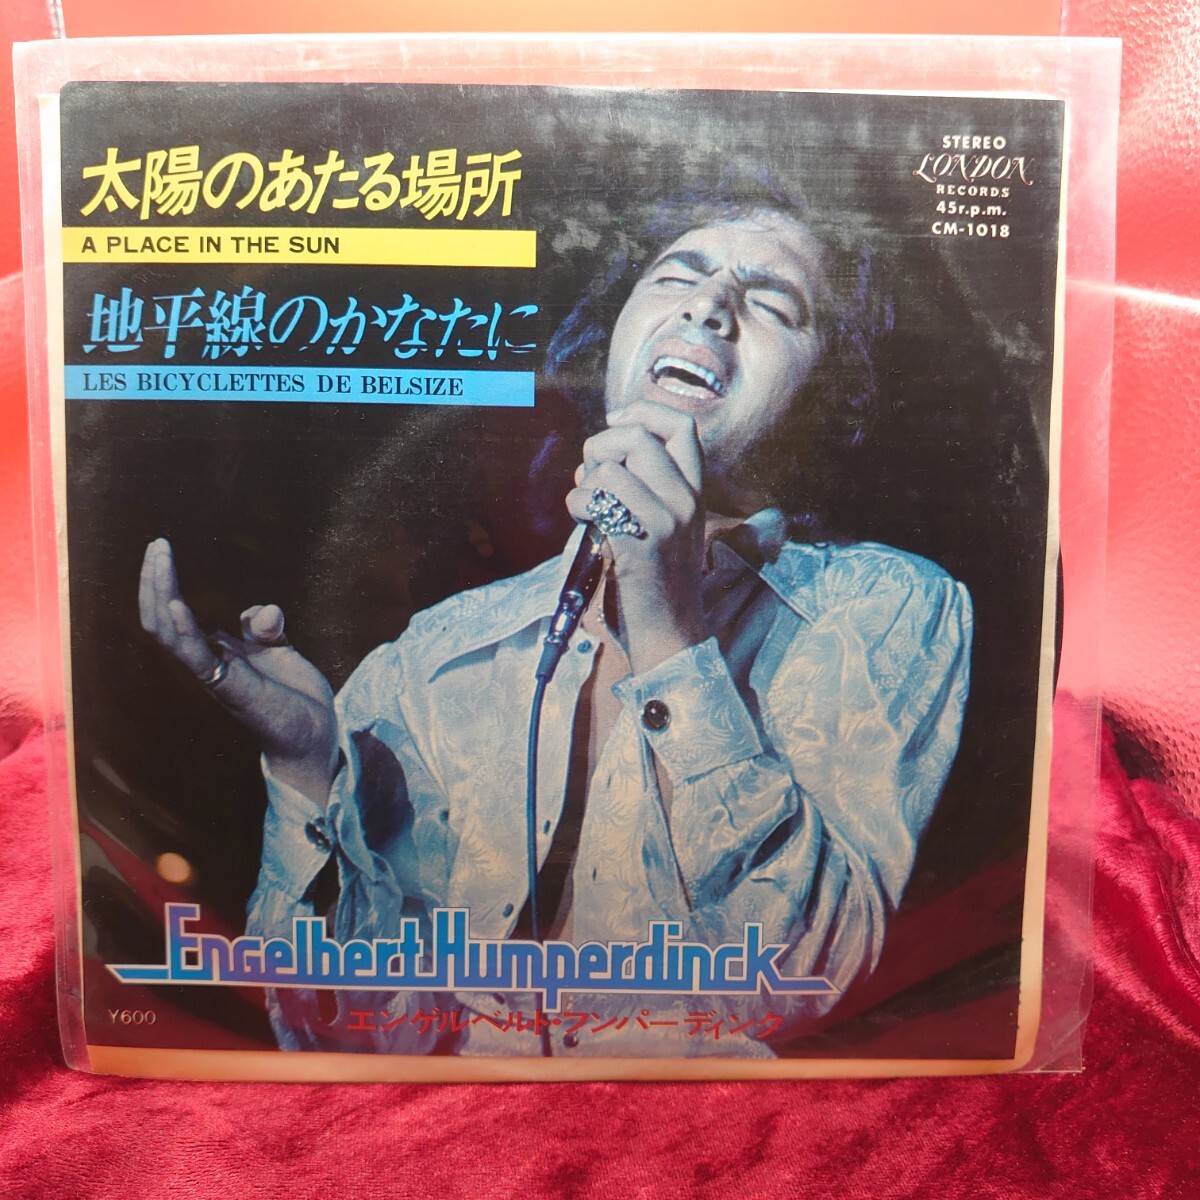 太陽のあたる場所
A PLACE IN THE SUN
地平線のかなたに
LES BICYCLETTES DE BELSIZE
STEREO
LONDON
RECORDS
45r.p.m.
CM-1018
Engelbert Humperdinck
¥600
エンゲルベルト・フンパーディンク